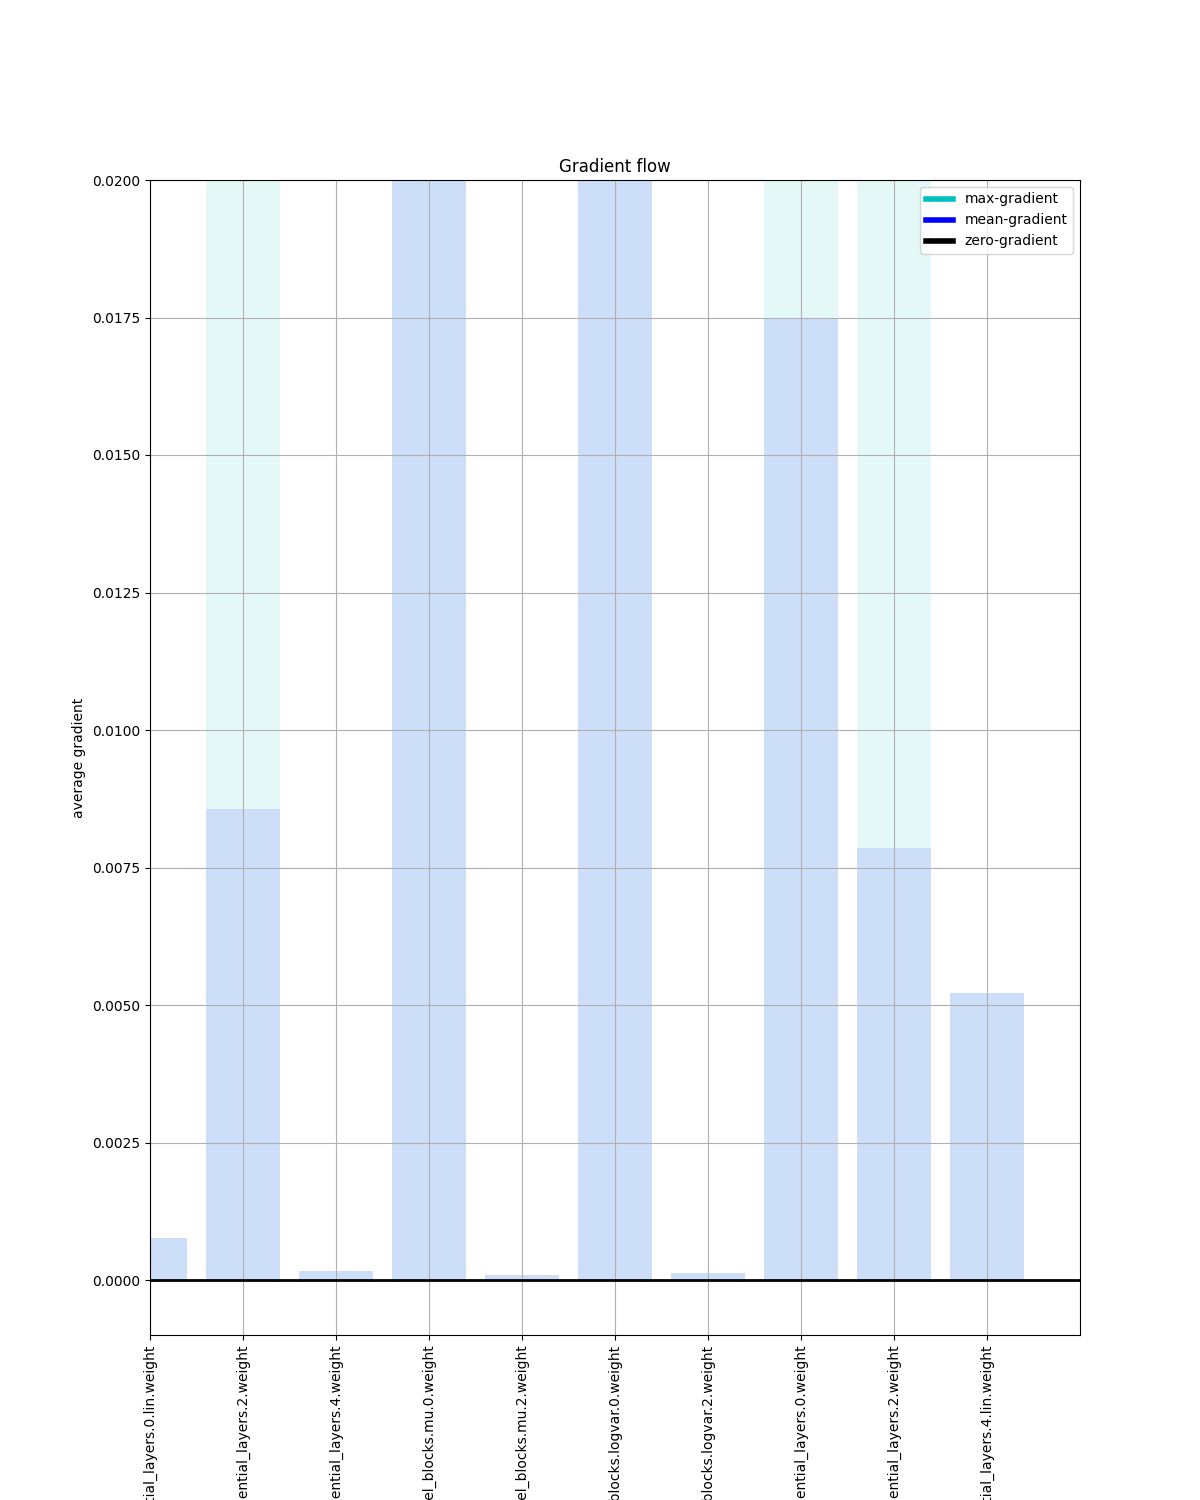 Gradient flow
max-gradient
mean-gradient
zero-gradient
average gradient
0.0200
0.0175
0.0150
0.0125
0.0100
0.0075
0.0050
0.0025
0.0000
tial_layers.0.lin.weight
ential_layers.2.weight
ential_layers.4.weight
el_blocks.mu.0.weight
el_blocks.mu.2.weight
blocks.logvar.0.weight
blocks.logvar.2.weight
ential_layers.0.weight
ential_layers.2.weight
tial_layers.4.lin.weight